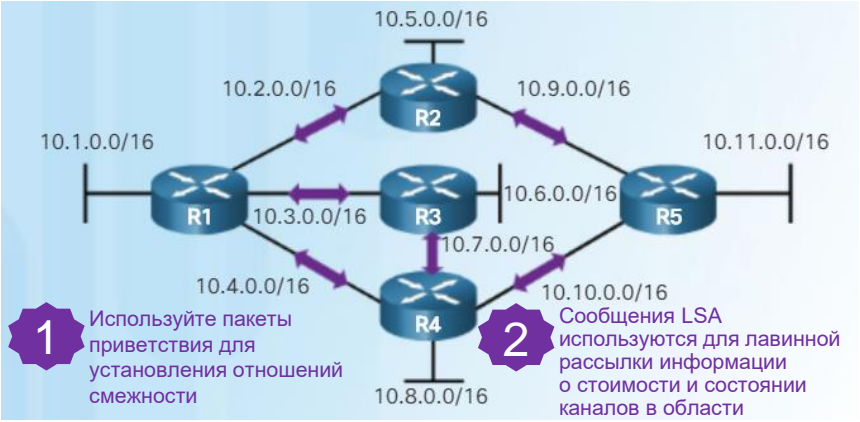 10.5.0.0/16
10.2.0.0/16
R2
10.9.0.0/16
10.1.0.0/16
10.11.0.0/16
R1
10.3.0.0/16
R3
10.6.0.0/16
R5
10.7.0.0/16
10.4.0.0/16
R4
10.10.0.0/16
10.8.0.0/16
1
Используйте пакеты
приветствия для
установления отношений
смежности
2
Сообщения LSA
используются для лавинной
рассылки информации
о стоимости и состоянии
каналов в области